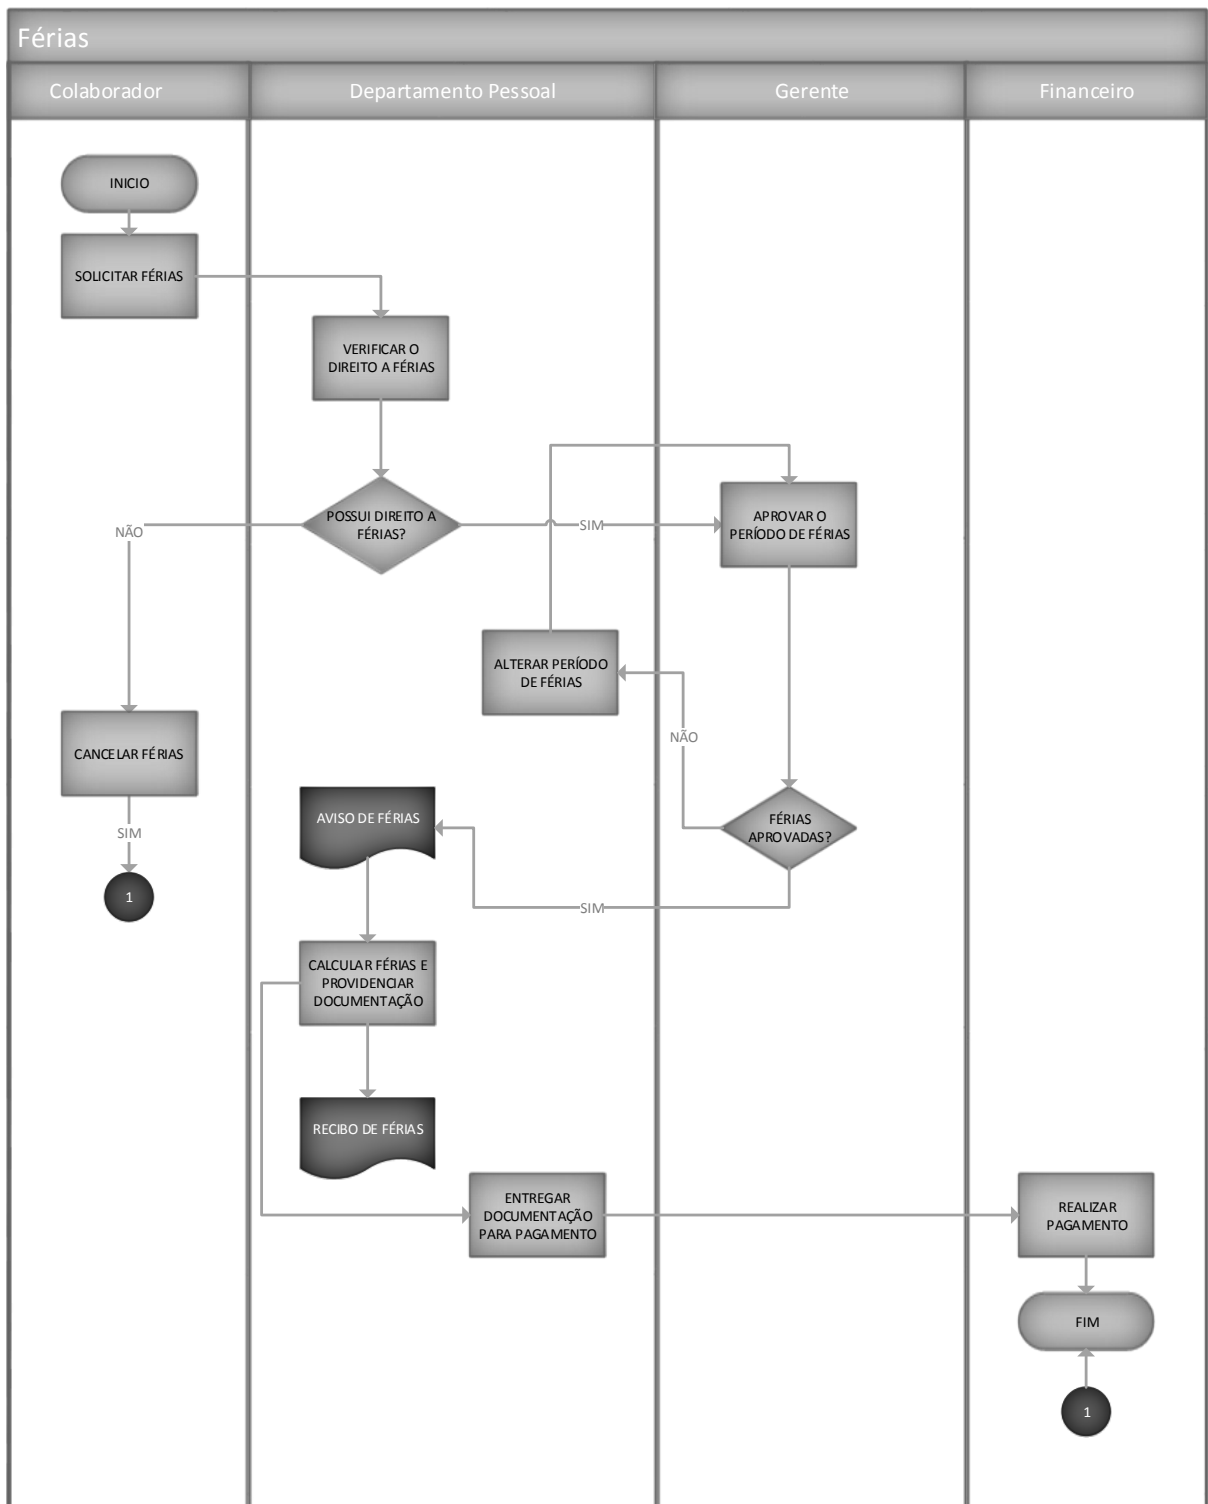 Férias
Colaborador
Departamento Pessoal
Gerente
Financeiro
INICIO
SOLICITAR FÉRIAS
VERIFICAR O
DIREITO A FÉRIAS
POSSUI DIREITO A
FÉRIAS?
NÃO
SIM
APROVAR O
PERÍODO DE FÉRIAS
ALTERAR PERÍODO
DE FÉRIAS
NÃO
CANCELAR FÉRIAS
SIM
1
AVISO DE FÉRIAS
FÉRIAS
APROVADAS?
SIM
CALCULAR FÉRIAS E
PROVIDENCIAR
DOCUMENTAÇÃO
RECIBO DE FÉRIAS
ENTREGAR
DOCUMENTAÇÃO
PARA PAGAMENTO
REALIZAR
PAGAMENTO
FIM
1